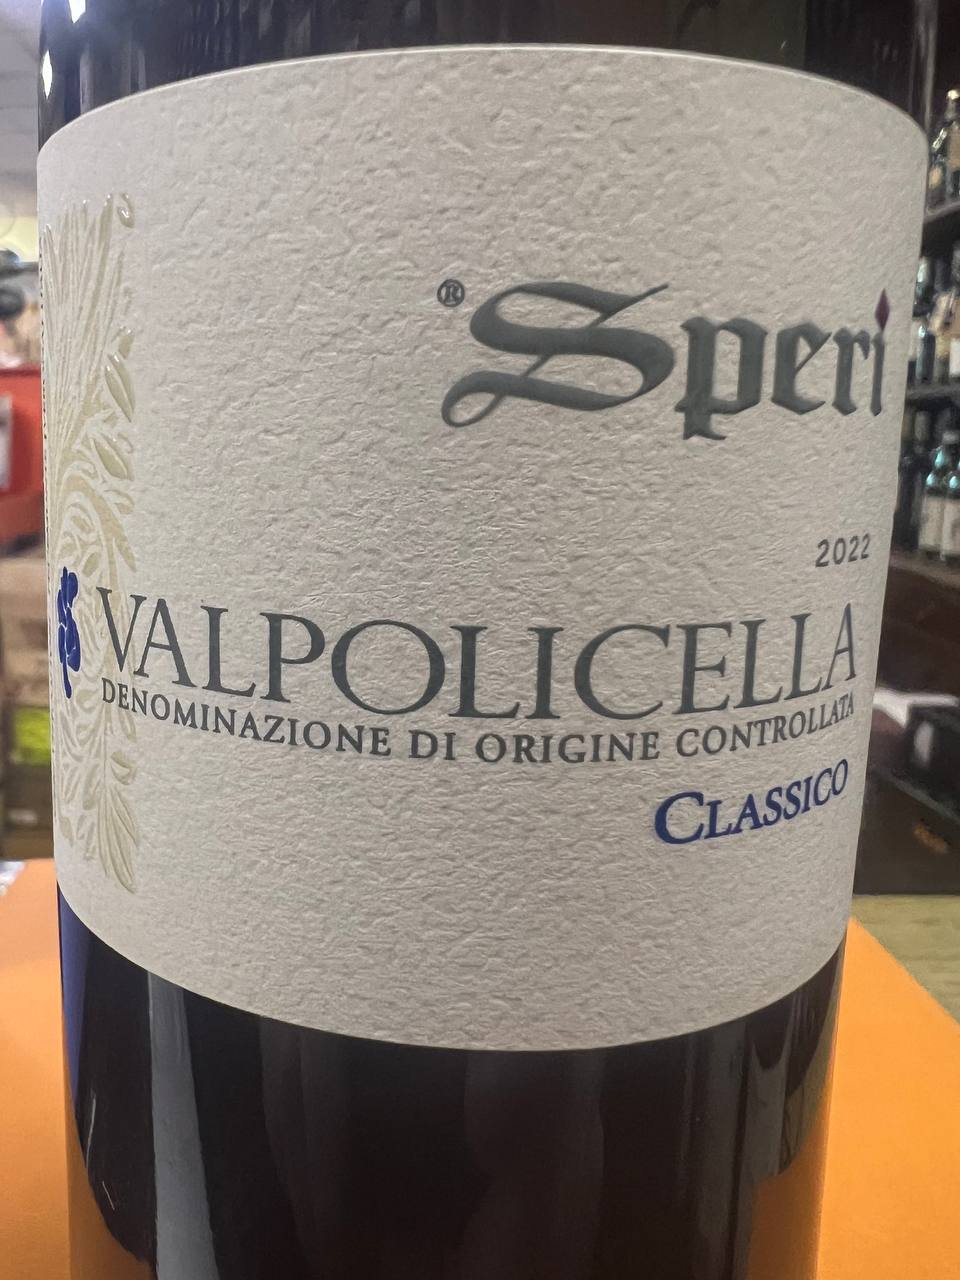 ® Speri
2022
VALPOLICELLA
DENOMINAZIONE DI ORIGINE CONTROLLATA
CLASSICO